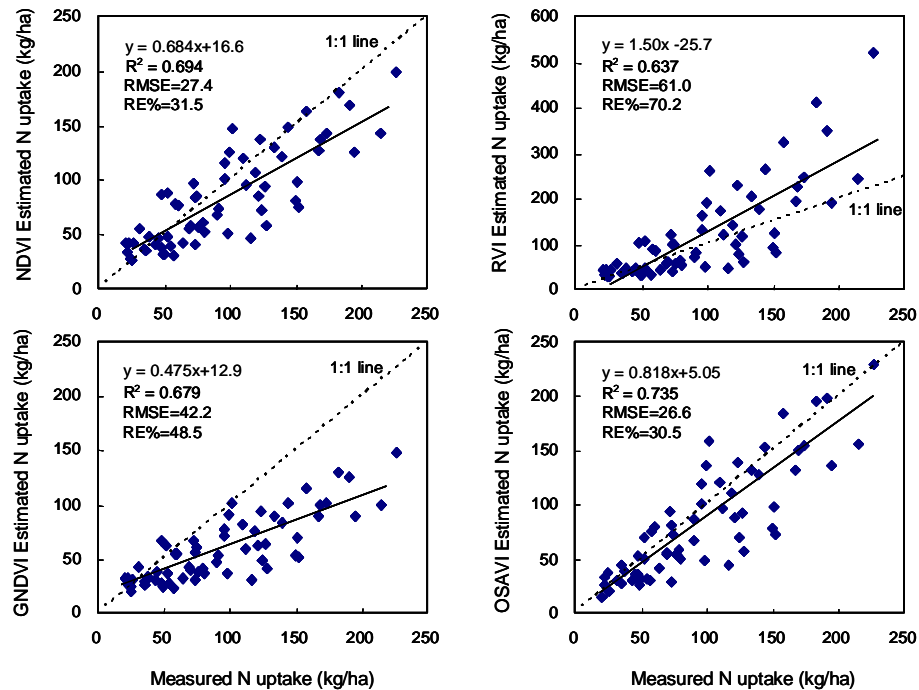 NDVI Estimated N uptake (kg/ha)
250
200
150
100
50
0
y = 0.684x+16.6
R² = 0.694
RMSE=27.4
RE%=31.5
1:1 line
0 50 100 150 200 250
RVI Estimated N uptake (kg/ha)
600
500
400
300
200
100
0
y = 1.50x -25.7
R² = 0.637
RMSE=61.0
RE%=70.2
1:1 line
0 50 100 150 200 250
GNDVI Estimated N uptake (kg/ha)
250
200
150
100
50
0
y = 0.475x+12.9
R² = 0.679
RMSE=42.2
RE%=48.5
1:1 line
0 50 100 150 200 250
Measured N uptake (kg/ha)
OSAVI Estimated N uptake (kg/ha)
250
200
150
100
50
0
y = 0.818x+5.05
R² = 0.735
RMSE=26.6
RE%=30.5
1:1 line
0 50 100 150 200 250
Measured N uptake (kg/ha)